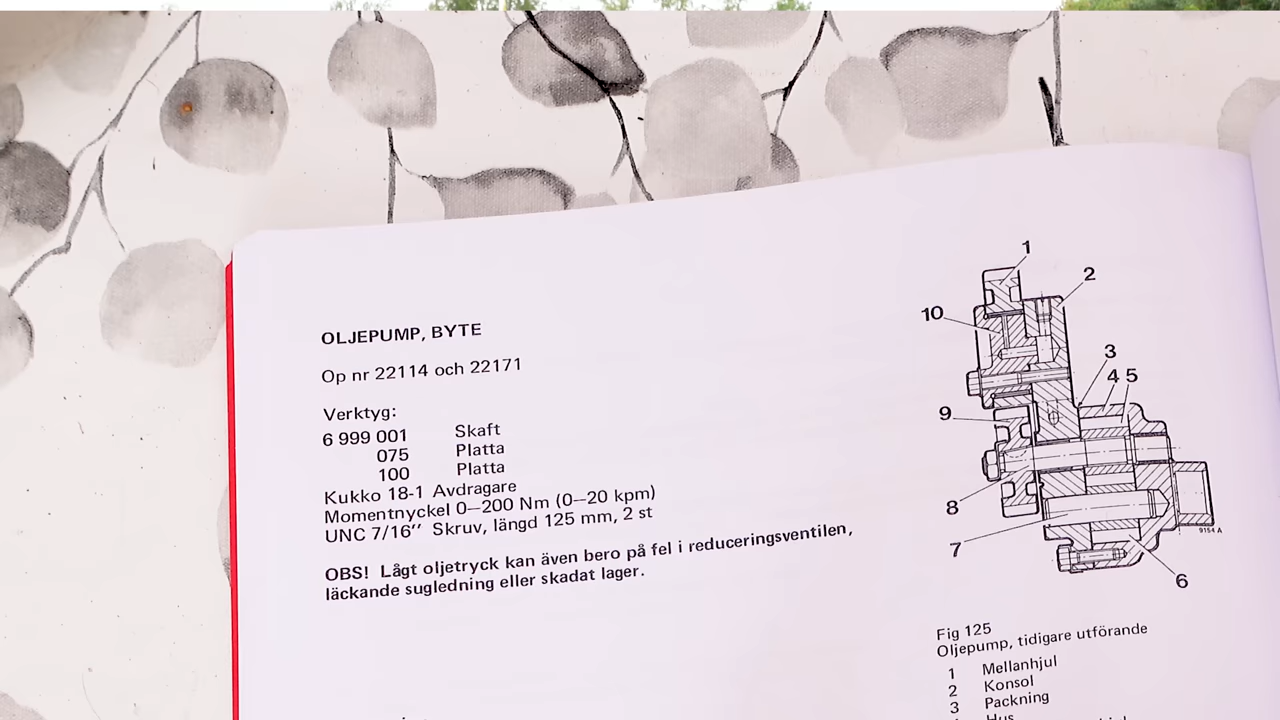 OLJEPUMP, BYTE
Op nr 22114 och 22171
Verktyg:
6 999 001 Skaft
075 Platta
100 Platta
Kukko 18-1 Avdragare
Momentnyckel 0–200 Nm (0–20 kpm)
UNC 7/16” Skruv, längd 125 mm, 2 st
OBS! Lågt oljetryck kan även bero på fel i reduceringsventilen,
läckande sugledning eller skadat lager.
1
2
10
3
4 5
9
8
7
9154 A
6
Fig 125
Oljepump, tidigare utförande
1 Mellanhjul
2 Konsol
3 Packning
Hus